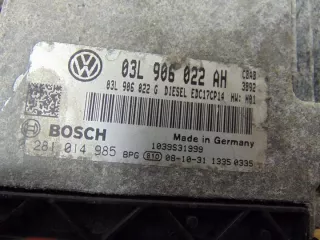 03L 906 022 AH CBAB
03L 906 022 G DIESEL EDC17CP14 3892
HW: H01
Made in Germany
BOSCH 1039S31999
281 014 985 BPG 08-10-31 1335 0335